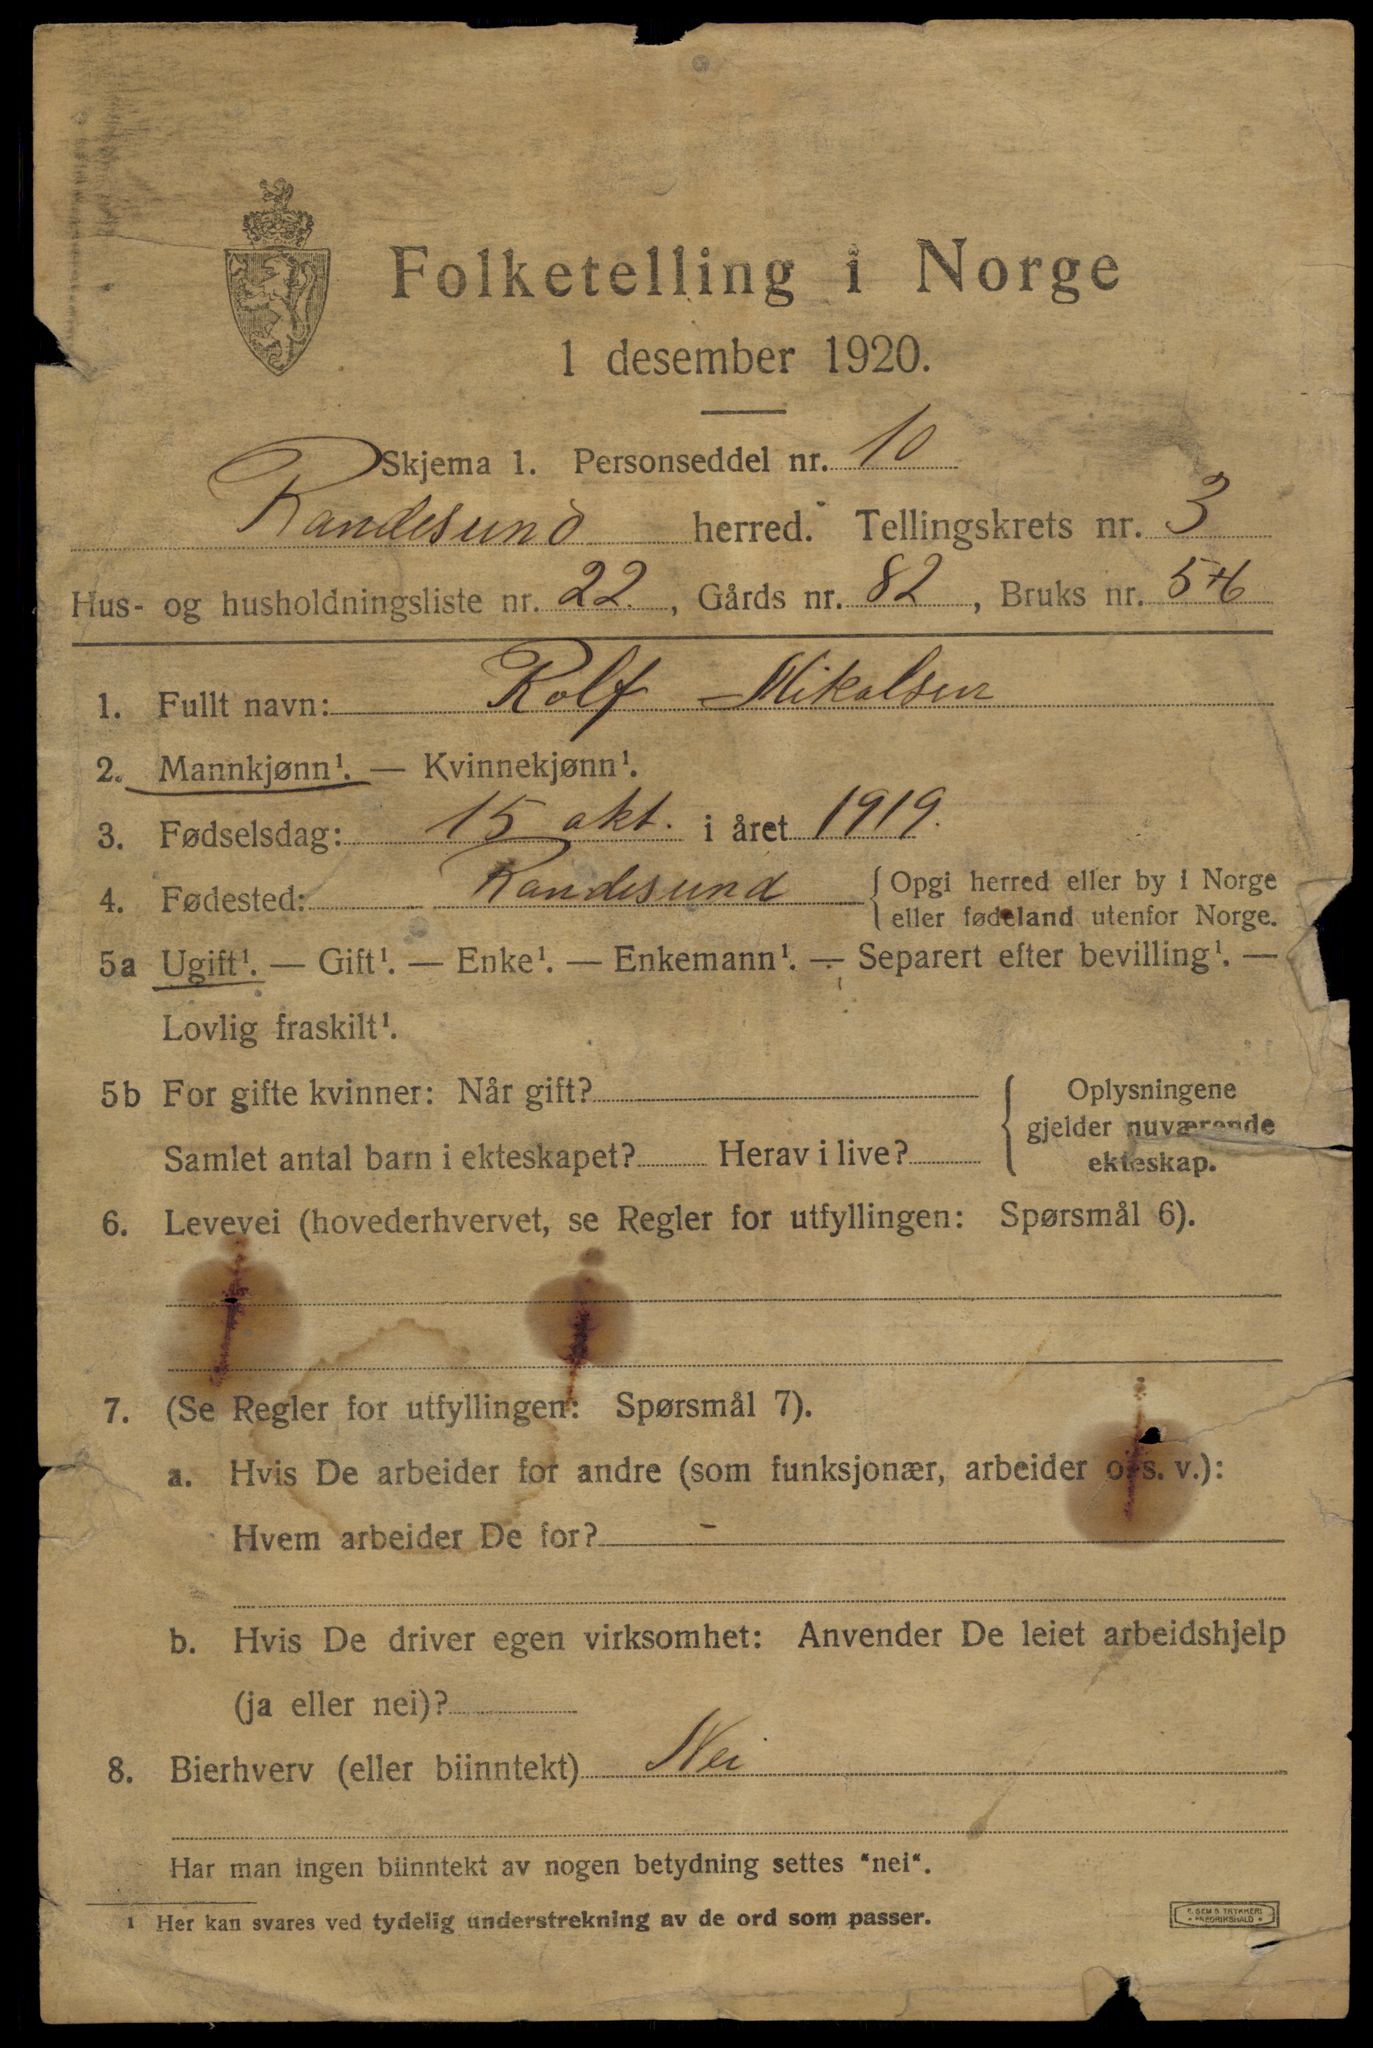 Folketelling i Norge
1 desember 1920.
Skjema 1. Personseddel nr. 10
Randesund herred. Tellingskrets nr. 3
Hus- og husholdningsliste nr. 22, Gårds nr. 82, Bruks nr. 546
1. Fullt navn: Rolf Mikalsen
2. Mannkjønn¹. — Kvinnekjønn¹.
3. Fødselsdag: 15 okt. i året 1919.
4. Fødested: Randesund { Opgi herred eller by i Norge
eller fødeland utenfor Norge.
5a Ugift¹. — Gift¹. — Enke¹. — Enkemann¹. — Separert efter bevilling¹. —
Lovlig fraskilt¹.
5b For gifte kvinner: Når gift? { Oplysningene
gjelder nuværende
Samlet antal barn i ekteskapet? Herav i live? ekteskap.
6. Levevei (hovederhvervet, se Regler for utfyllingen: Spørsmål 6).
7. (Se Regler for utfyllingen: Spørsmål 7).
a. Hvis De arbeider for andre (som funksjonær, arbeider o. s. v.):
Hvem arbeider De for? -
b. Hvis De driver egen virksomhet: Anvender De leiet arbeidshjelp
(ja eller nei)?
8. Bierhverv (eller biinntekt) Nei
Har man ingen biinntekt av nogen betydning settes "nei".
1 Her kan svares ved tydelig understrekning av de ord som passer.
SEM S TRYKKERI
FREDRIKSHALD